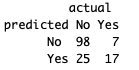 actual
predicted No Yes
No 98 7
Yes 25 17